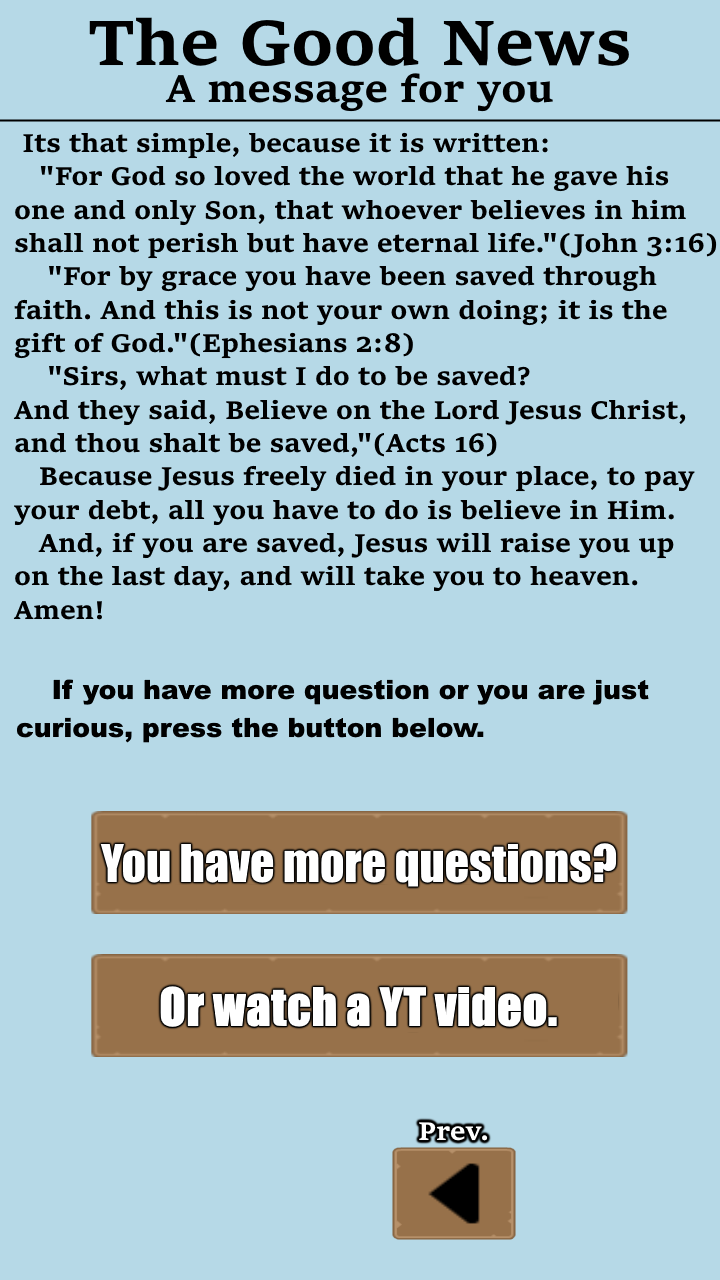 The Good News
A message for you
Its that simple, because it is written:
"For God so loved the world that he gave his
one and only Son, that whoever believes in him
shall not perish but have eternal life."(John 3:16)
"For by grace you have been saved through
faith. And this is not your own doing; it is the
gift of God."(Ephesians 2:8)
"Sirs, what must I do to be saved?
And they said, Believe on the Lord Jesus Christ,
and thou shalt be saved,"(Acts 16)
Because Jesus freely died in your place, to pay
your debt, all you have to do is believe in Him.
And, if you are saved, Jesus will raise you up
on the last day, and will take you to heaven.
Amen!
If you have more question or you are just
curious, press the button below.
You have more questions?
Or watch a YT video.
Prev.